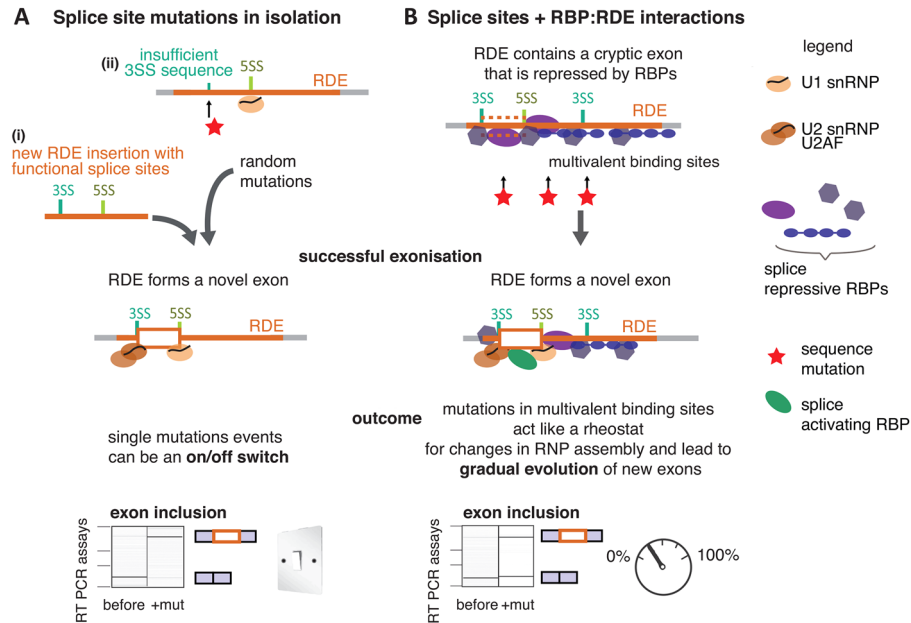 A Splice site mutations in isolation
(ii)
insufficient
3SS sequence
5SS
RDE
(i)
new RDE insertion with
functional splice sites
3SS
5SS
random
mutations
RDE forms a novel exon
3SS
5SS
RDE
single mutations events
can be an on/off switch
exon inclusion
RT PCR assays
before +mut
successful exonisation
outcome
B Splice sites + RBP:RDE interactions
RDE contains a cryptic exon
that is repressed by RBPs
3SS
5SS
3SS
RDE
multivalent binding sites
RDE forms a novel exon
3SS
5SS
3SS
RDE
mutations in multivalent binding sites
act like a rheostat
for changes in RNP assembly and lead to
gradual evolution of new exons
exon inclusion
RT PCR assays
before +mut
0%
100%
legend
U1 snRNP
U2 snRNP
U2AF
splice
repressive RBPs
sequence
mutation
splice
activating RBP